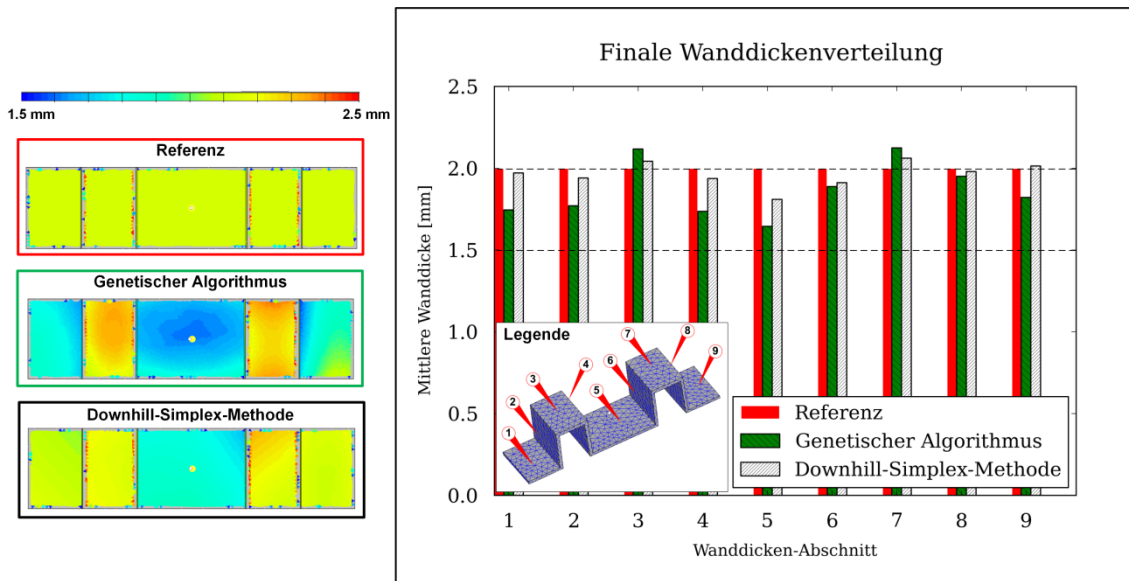 1.5 mm
2.5 mm
Referenz
Genetischer Algorithmus
Downhill-Simplex-Methode
Finale Wanddickenverteilung
Mittlere Wanddicke [mm]
2.5
2.0
1.5
1.0
0.5
0.0
Legende
1
2
3
4
5
6
7
8
9
Referenz
Genetischer Algorithmus
Downhill-Simplex-Methode
1 2 3 4 5 6 7 8 9
Wanddicken-Abschnitt